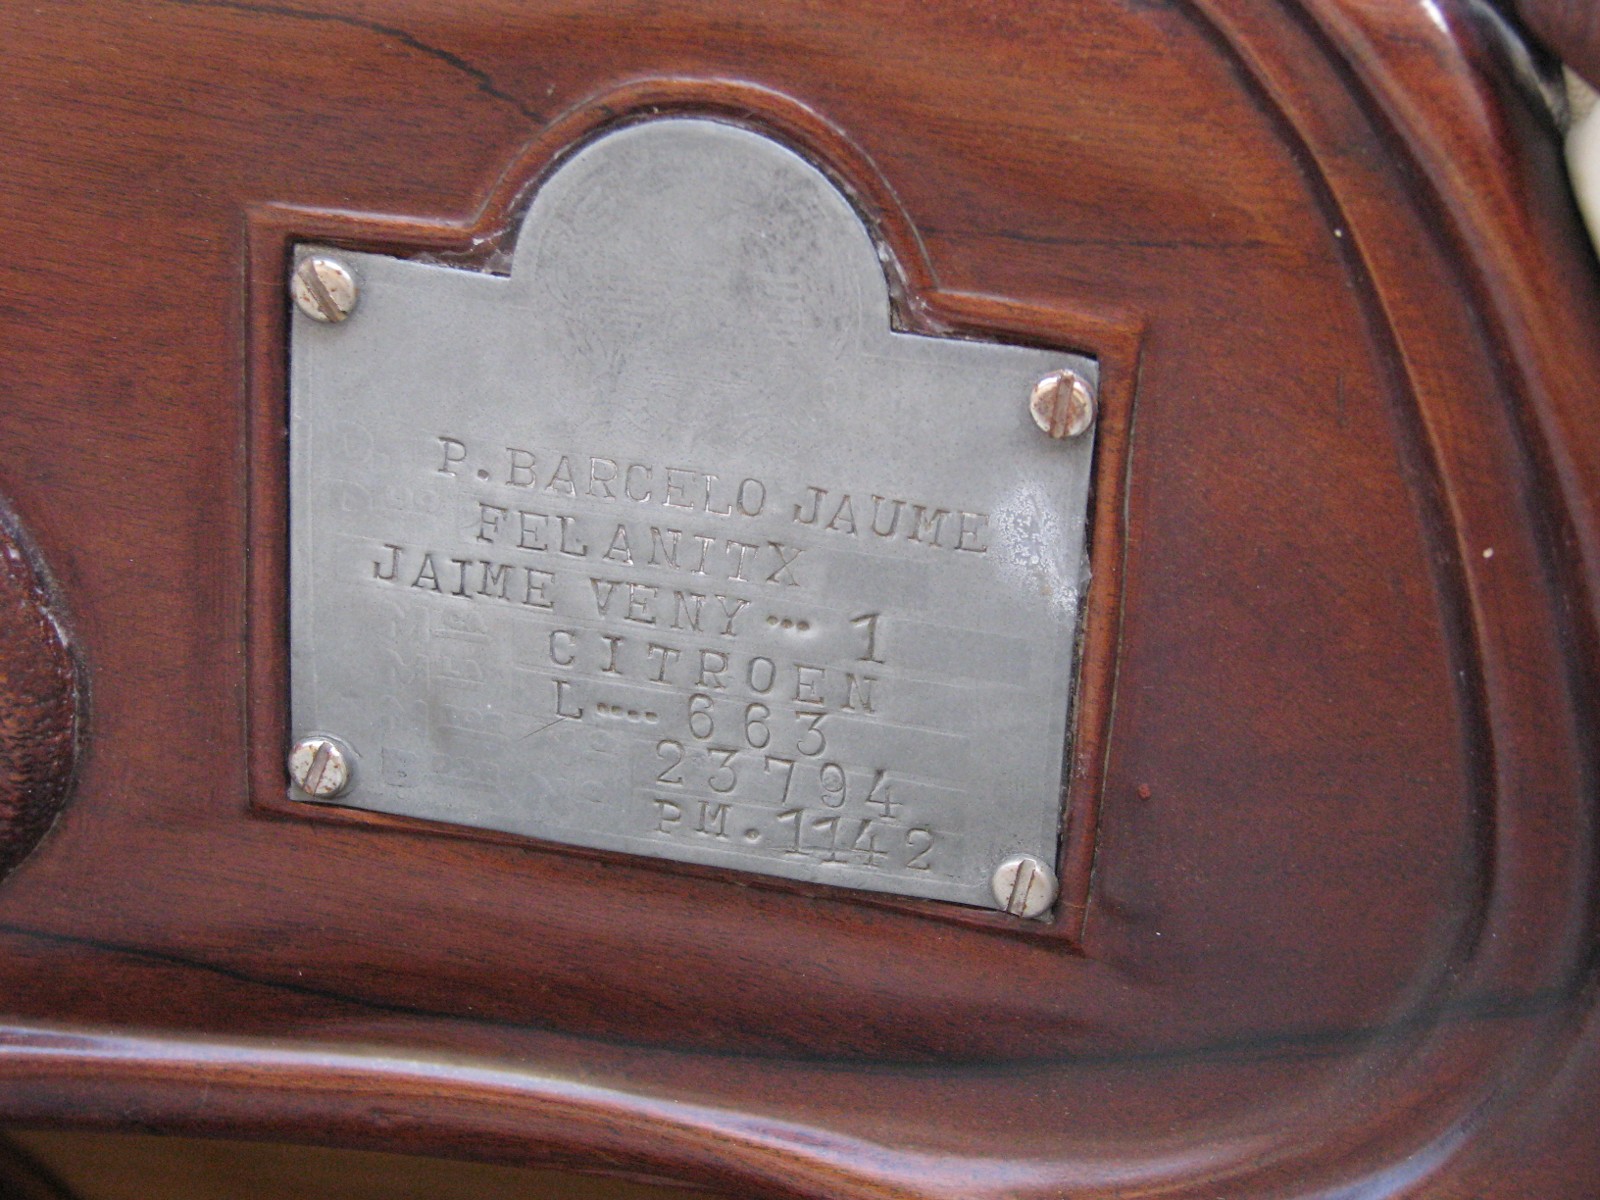 P. BARCELO JAUME
FELANITX
JAIME VENY ... 1
CITROEN
L .... 663
23794
PM. 1142